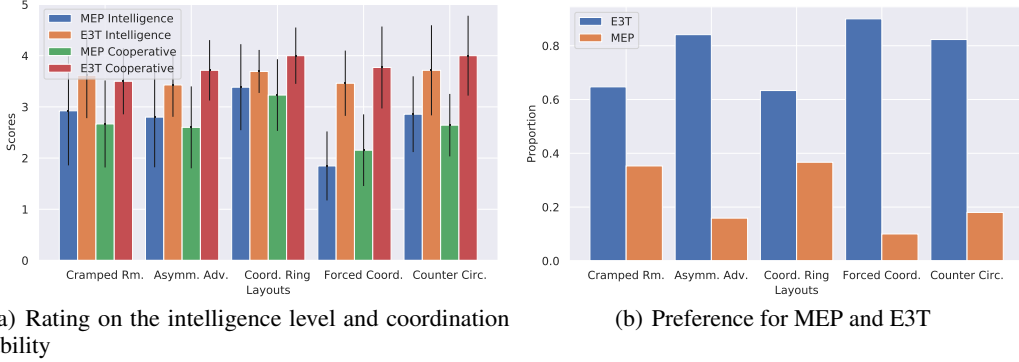 5
4
3
2
1
0
Scores
MEP Intelligence
E3T Intelligence
MEP Cooperative
E3T Cooperative
Cramped Rm. Asymm. Adv. Coord. Ring Forced Coord. Counter Circ.
Layouts
a) Rating on the intelligence level and coordination
bility
0.8
0.6
0.4
0.2
0.0
Proportion
E3T
MEP
Cramped Rm. Asymm. Adv. Coord. Ring Forced Coord. Counter Circ.
Layouts
(b) Preference for MEP and E3T